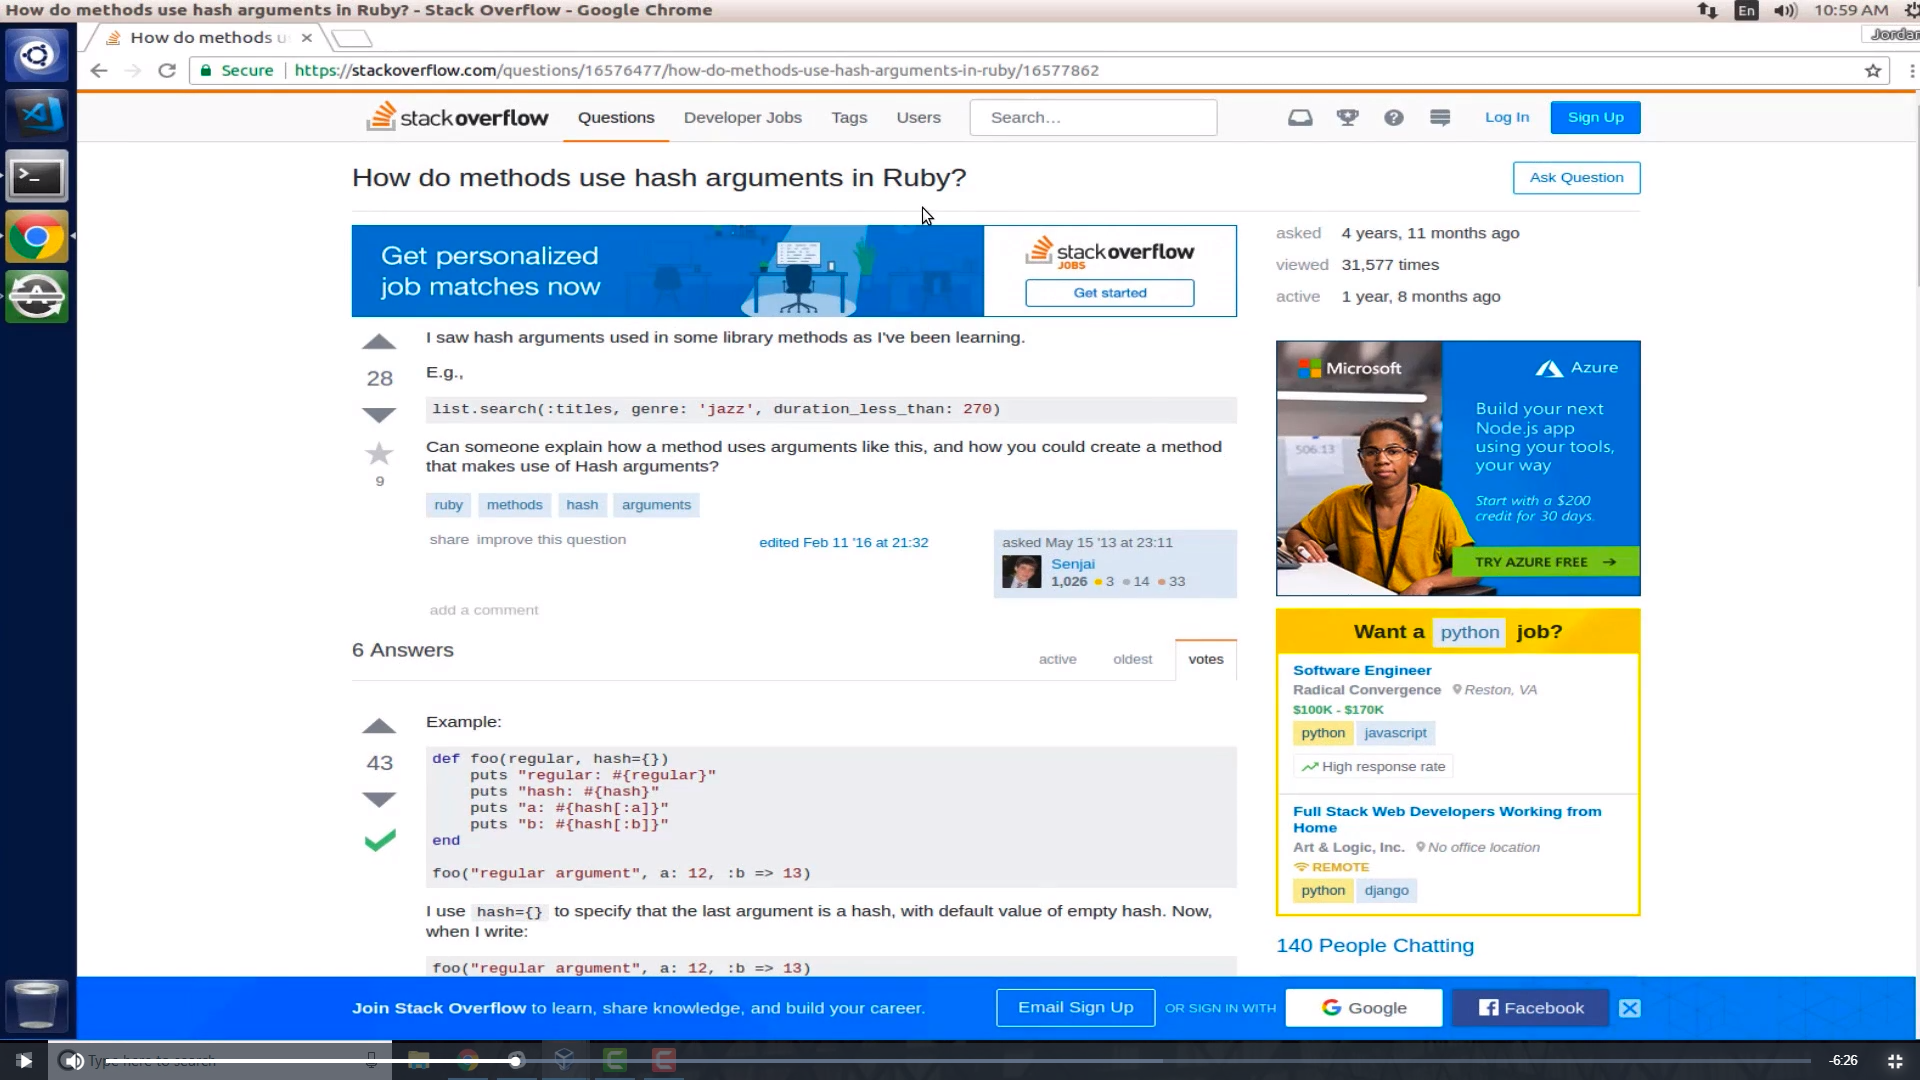 How do methods use hash arguments in Ruby? - Stack Overflow - Google Chrome
En
10:59 AM
How do methods u
Jordan
Secure
https://stackoverflow.com/questions/16576477/how-do-methods-use-hash-arguments-in-ruby/16577862
stackoverflow
Questions
Developer Jobs
Tags
Users
Search...
Log In
Sign Up
How do methods use hash arguments in Ruby?
Ask Question
Get personalized
job matches now
stackoverflow
JOBS
Get started
asked 4 years, 11 months ago
viewed 31,577 times
active 1 year, 8 months ago
I saw hash arguments used in some library methods as I've been learning.
28
E.g.,
list.search(:titles, genre: 'jazz', duration_less_than: 270)
Can someone explain how a method uses arguments like this, and how you could create a method
that makes use of Hash arguments?
9
ruby methods hash arguments
share improve this question
edited Feb 11 '16 at 21:32
asked May 15 '13 at 23:11
Senjai
1,026 3 14 33
add a comment
Microsoft
Azure
Build your next
Node.js app
using your tools,
your way
Start with a $200
credit for 30 days.
TRY AZURE FREE →
506:13
6 Answers
active oldest votes
Want a python job?
Software Engineer
Radical Convergence Reston, VA
$100K - $170K
python javascript
High response rate
Full Stack Web Developers Working from
Home
Art & Logic, Inc. No office location
REMOTE
python django
140 People Chatting
Example:
43
def foo(regular, hash={})
puts "regular: #{regular}"
puts "hash: #{hash}"
puts "a: #{hash[:a]}"
puts "b: #{hash[:b]}"
end
foo("regular argument", a: 12, :b => 13)
I use hash={} to specify that the last argument is a hash, with default value of empty hash. Now,
when I write:
foo("regular argument", a: 12, :b => 13)
Join Stack Overflow to learn, share knowledge, and build your career.
Email Sign Up
OR SIGN IN WITH
Google
Facebook
Type here to search
-6:26